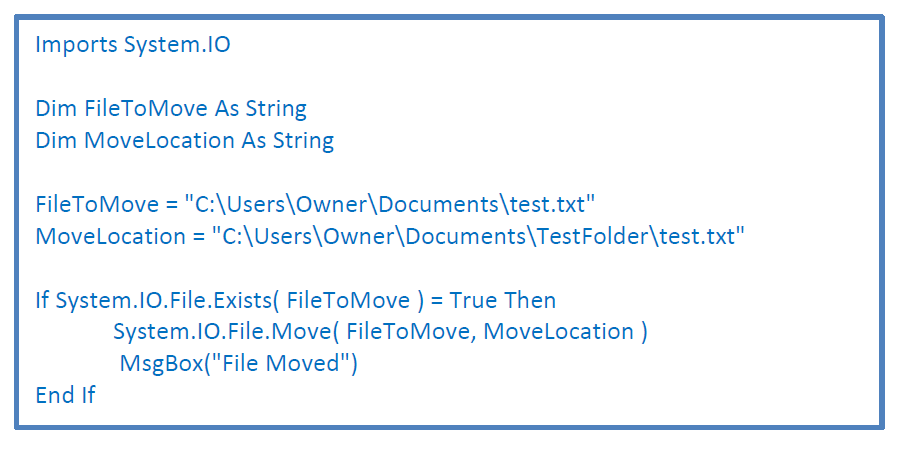 Imports System.IO
Dim FileToMove As String
Dim MoveLocation As String
FileToMove = "C:\Users\Owner\Documents\test.txt"
MoveLocation = "C:\Users\Owner\Documents\TestFolder\test.txt"
If System.IO.File.Exists( FileToMove ) = True Then
System.IO.File.Move( FileToMove, MoveLocation )
MsgBox("File Moved")
End If